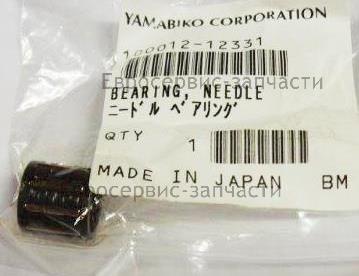 YAMABIKO CORPORATION
100012-12331
Евросервис-запчасти
BEARING, NEEDLE
ニードル ベアリング
QTY 1
Евросервис-запчасти
MADE IN JAPAN BM